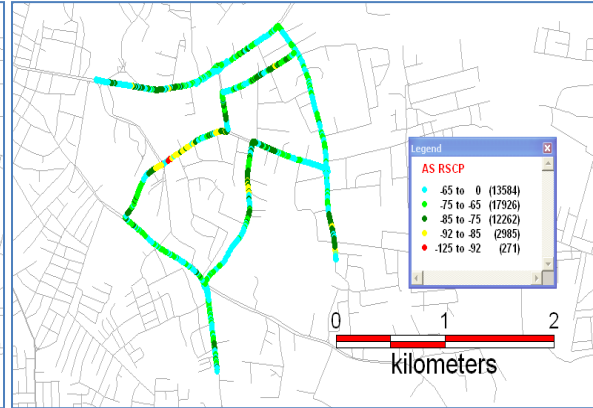 Legend
AS RSCP
-65 to 0 (13584)
-75 to -65 (17926)
-85 to -75 (12262)
-92 to -85 (2985)
-125 to -92 (271)
0 1 2
kilometers